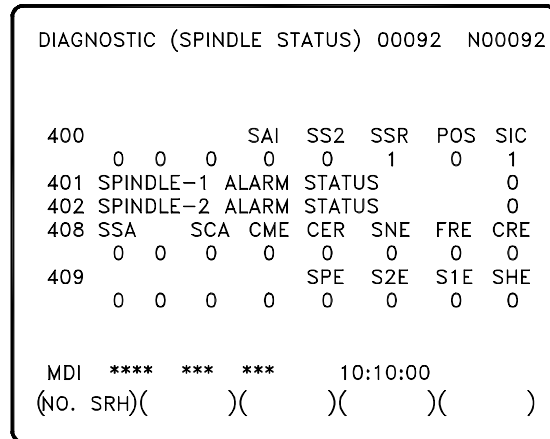 DIAGNOSTIC (SPINDLE STATUS) 00092 N00092
400 SAI SS2 SSR POS SIC
0 0 0 0 0 1 0 1
401 SPINDLE-1 ALARM STATUS 0
402 SPINDLE-2 ALARM STATUS 0
408 SSA SCA CME CER SNE FRE CRE
0 0 0 0 0 0 0 0
409 SPE S2E S1E SHE
0 0 0 0 0 0 0 0
MDI **** *** *** 10:10:00
(NO. SRH)( )( )( )( )